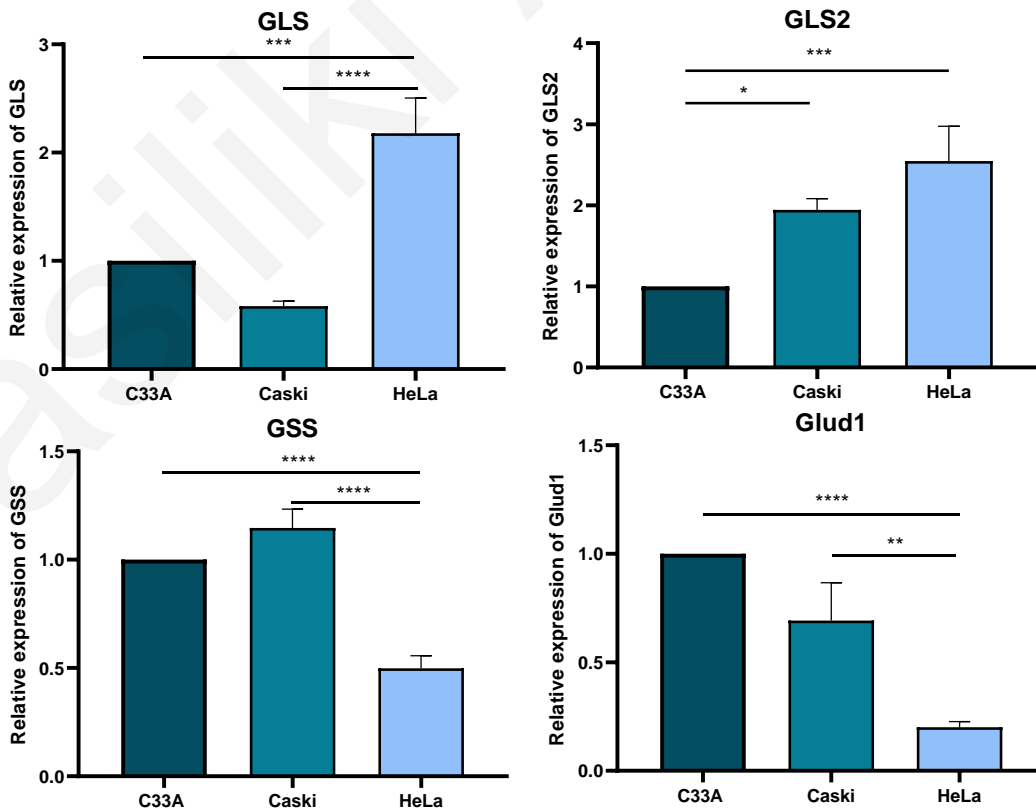 GLS
Relative expression of GLS
3
2
1
0
***
****
C33A Caski HeLa
GLS2
Relative expression of GLS2
4
3
2
1
0
***
*
C33A Caski HeLa
GSS
Relative expression of GSS
1.5
1.0
0.5
0.0
****
****
C33A Caski HeLa
Glud1
Relative expression of Glud1
1.5
1.0
0.5
0.0
****
**
C33A Caski HeLa
asiliki